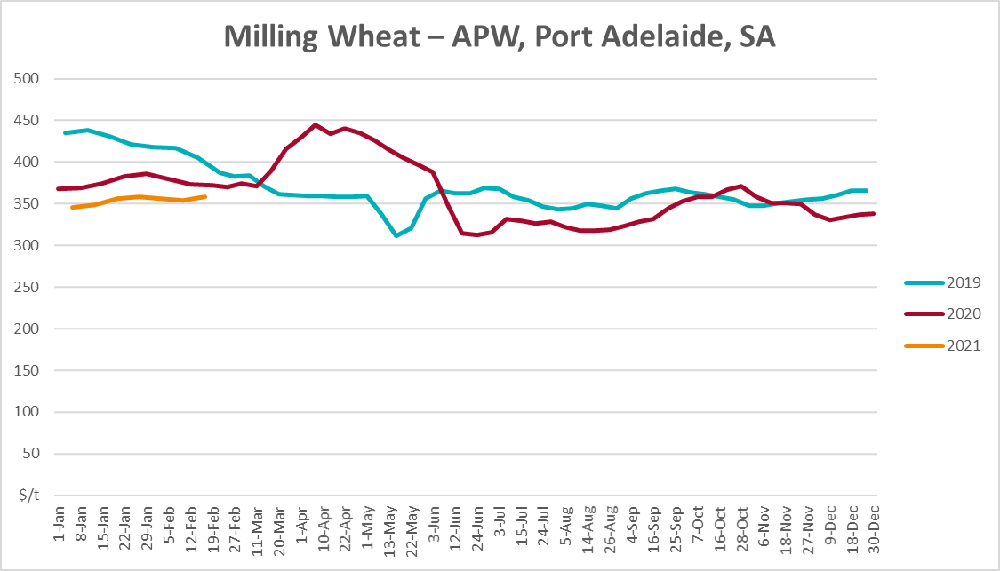 Milling Wheat – APW, Port Adelaide, SA
500
450
400
350
300
250
200
150
100
50
$/t
1-Jan
8-Jan
15-Jan
22-Jan
29-Jan
5-Feb
12-Feb
19-Feb
27-Feb
11-Mar
20-Mar
1-Apr
10-Apr
22-Apr
1-May
13-May
22-May
3-Jun
12-Jun
24-Jun
3-Jul
15-Jul
24-Jul
5-Aug
14-Aug
26-Aug
4-Sep
16-Sep
25-Sep
7-Oct
16-Oct
28-Oct
6-Nov
18-Nov
27-Nov
9-Dec
18-Dec
30-Dec
2019
2020
2021